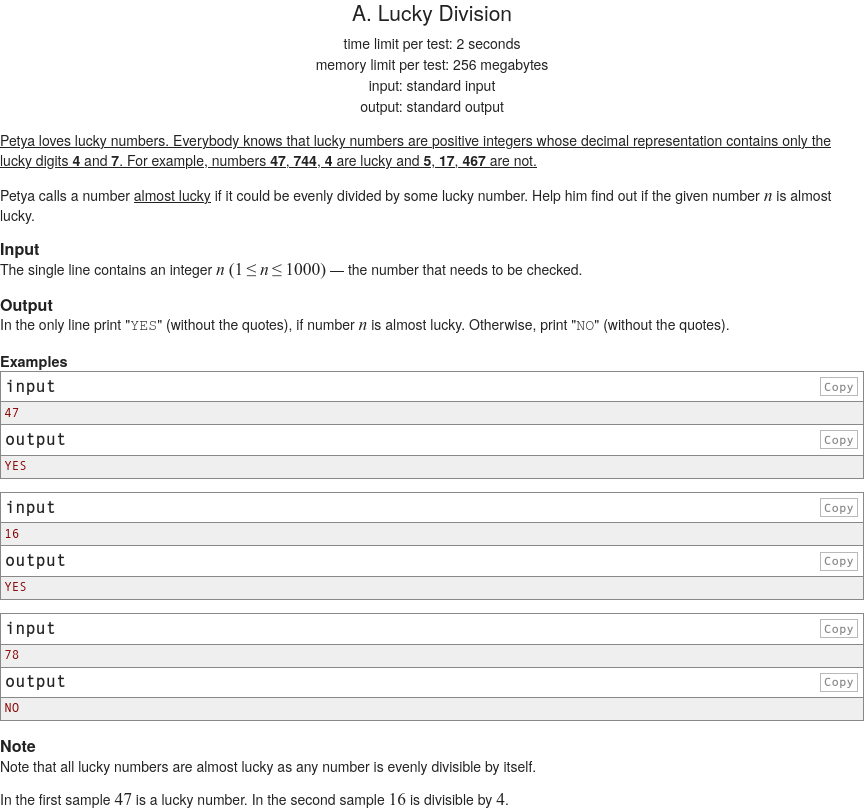 A. Lucky Division
time limit per test: 2 seconds
memory limit per test: 256 megabytes
input: standard input
output: standard output
Petya loves lucky numbers. Everybody knows that lucky numbers are positive integers whose decimal representation contains only the
lucky digits 4 and 7. For example, numbers 47, 744, 4 are lucky and 5, 17, 467 are not.
Petya calls a number almost lucky if it could be evenly divided by some lucky number. Help him find out if the given number n is almost
lucky.
Input
The single line contains an integer n (1 ≤ n ≤ 1000) — the number that needs to be checked.
Output
In the only line print "YES" (without the quotes), if number n is almost lucky. Otherwise, print "NO" (without the quotes).
Examples
input Copy
47
output Copy
YES
input Copy
16
output Copy
YES
input Copy
78
output Copy
NO
Note
Note that all lucky numbers are almost lucky as any number is evenly divisible by itself.
In the first sample 47 is a lucky number. In the second sample 16 is divisible by 4.